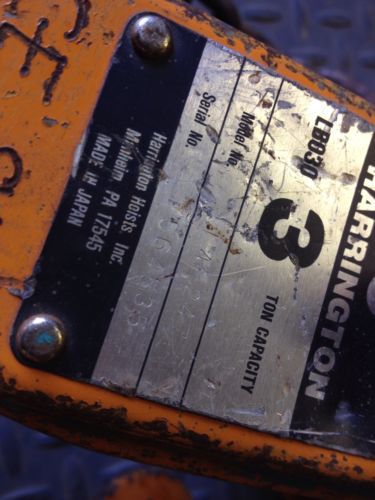 HARRINGTON
LB030
3 TON CAPACITY
Model No.
Serial No.
Harrington Hoists, Inc.
Manheim PA 17545
MADE IN JAPAN